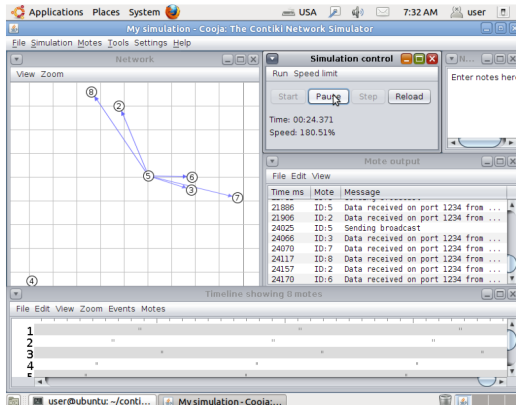 Applications Places System USA 7:32 AM user
My simulation - Cooja: The Contiki Network Simulator
File Simulation Motes Tools Settings Help
Network
View Zoom
8
2
5
6
3
7
4
Simulation control
Run Speed limit
Start Pause Step Reload
Time: 00:24.371
Speed: 180.51%
N...
Enter notes her
Mote output
File Edit View
Time ms Mote Message
21886 ID:5 Data received on port 1234 from ...
21906 ID:2 Data received on port 1234 from ...
24025 ID:5 Sending broadcast
24066 ID:3 Data received on port 1234 from ...
24070 ID:7 Data received on port 1234 from ...
24117 ID:8 Data received on port 1234 from ...
24157 ID:2 Data received on port 1234 from ...
24170 ID:6 Data received on port 1234 from ...
Timeline showing 8 motes
File Edit View Zoom Events Motes
1
2
3
4
user@ubuntu: ~/conti... My simulation - Cooja:...